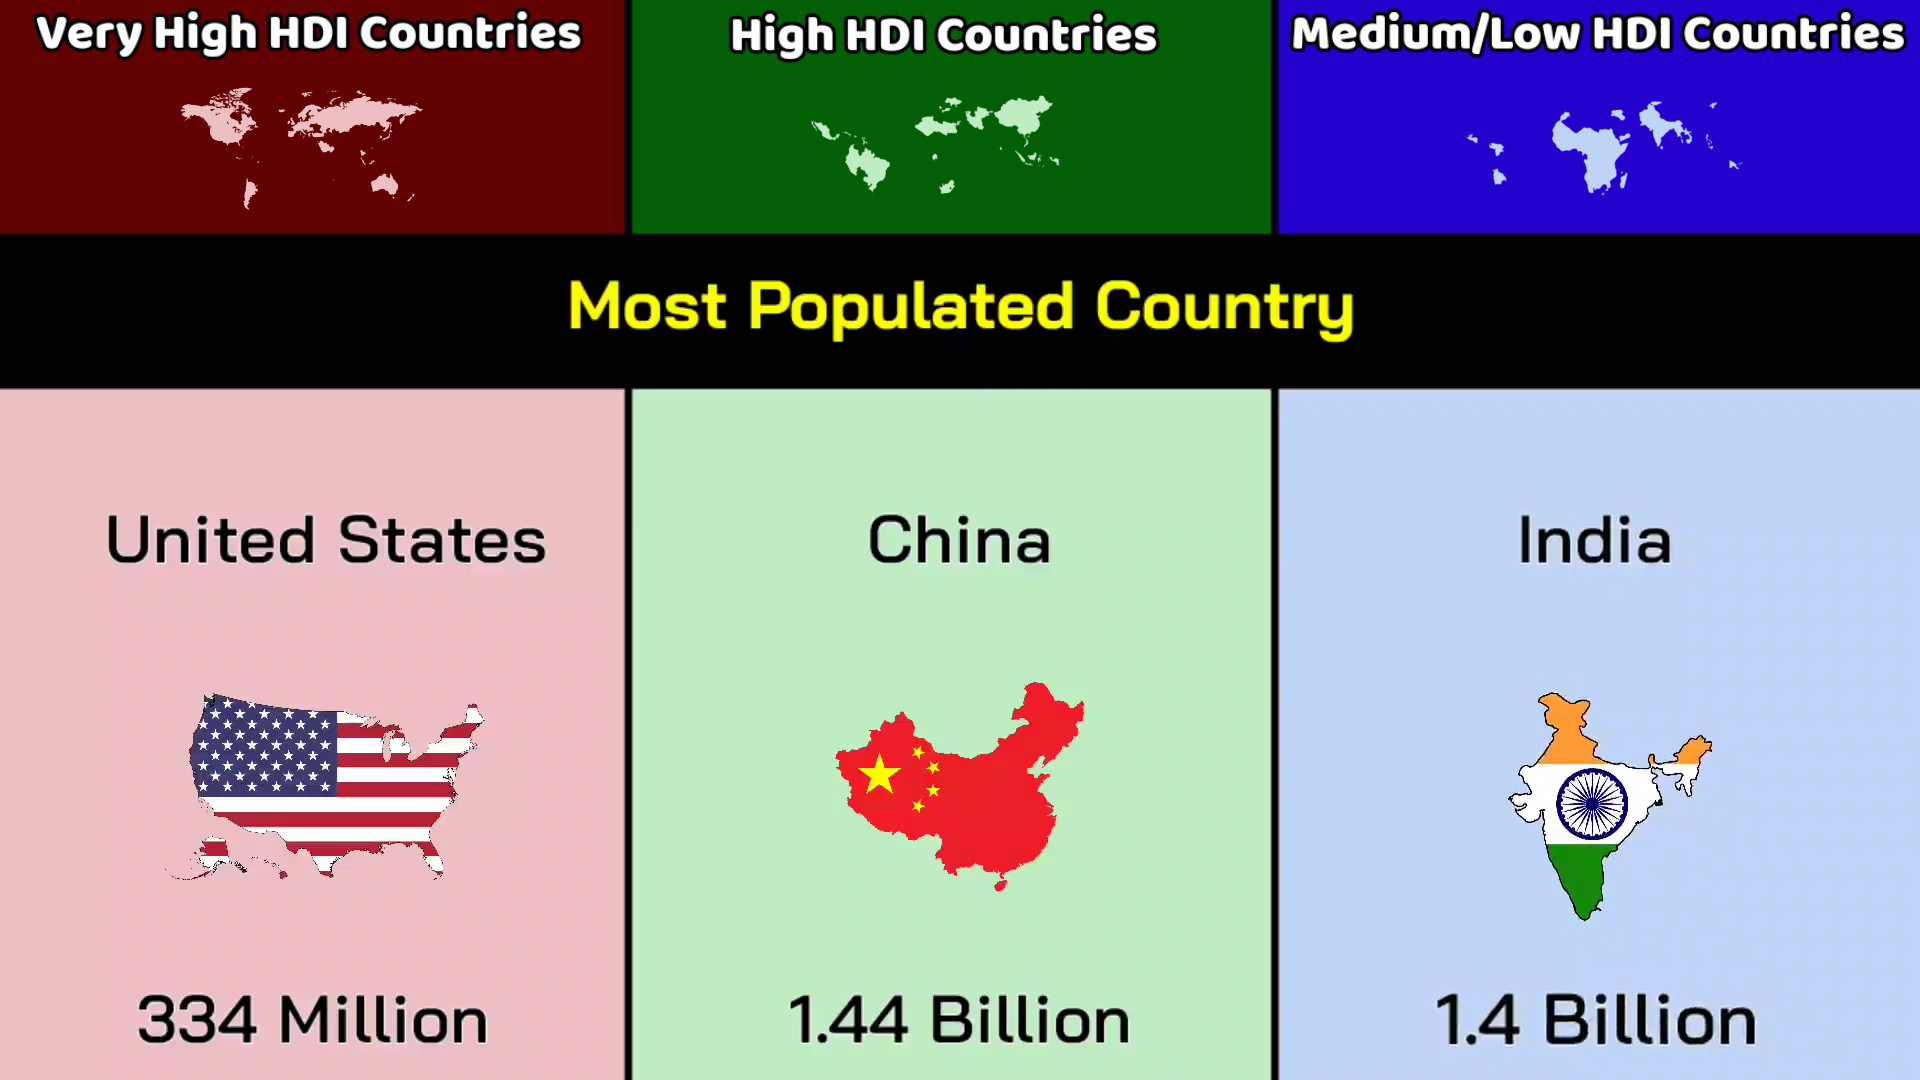 Very High HDI Countries
High HDI Countries
Medium/Low HDI Countries
Most Populated Country
United States
China
India
334 Million
1.44 Billion
1.4 Billion